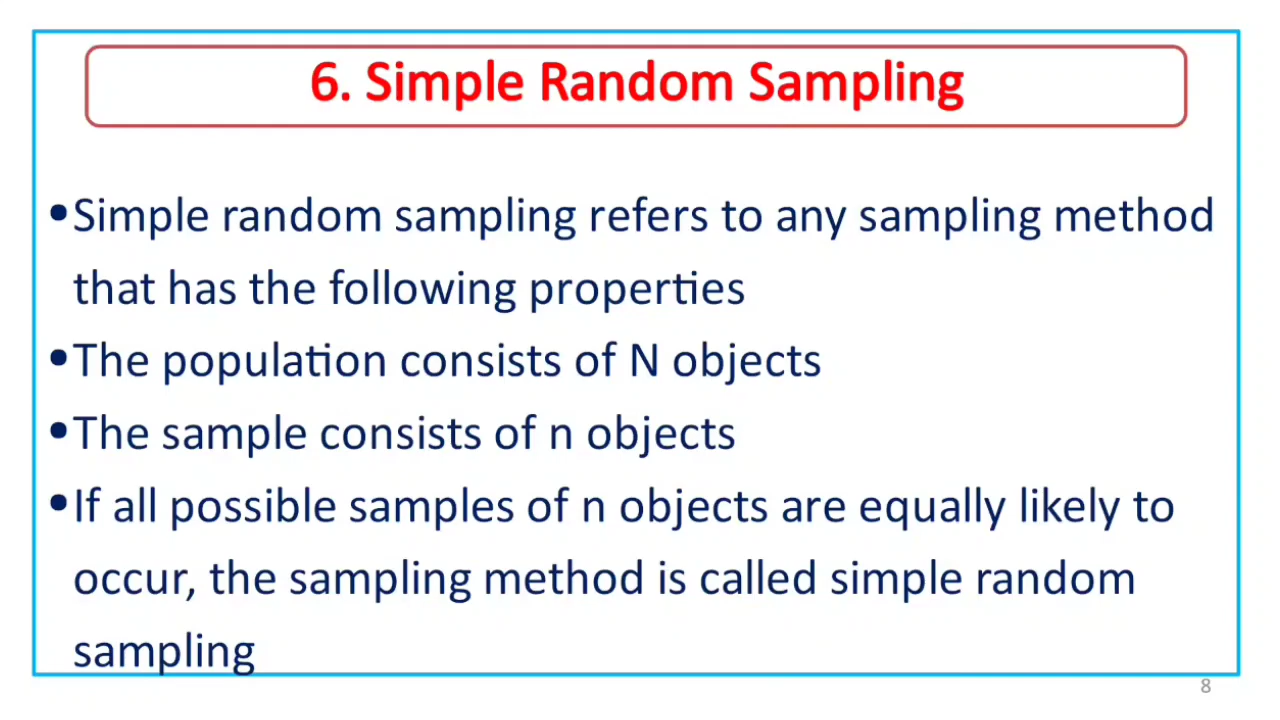 6. Simple Random Sampling
•Simple random sampling refers to any sampling method
that has the following properties
•The population consists of N objects
•The sample consists of n objects
•If all possible samples of n objects are equally likely to
occur, the sampling method is called simple random
sampling
8